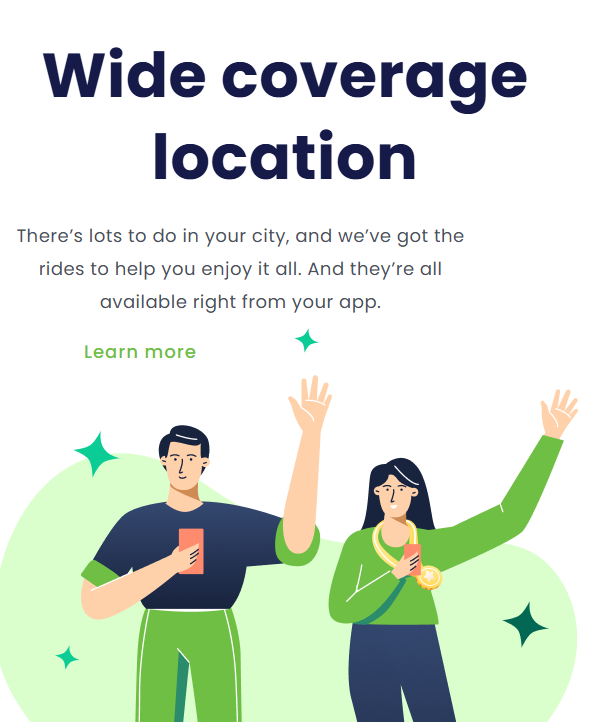 Wide coverage
location
There’s lots to do in your city, and we’ve got the
rides to help you enjoy it all. And they’re all
available right from your app.
Learn more